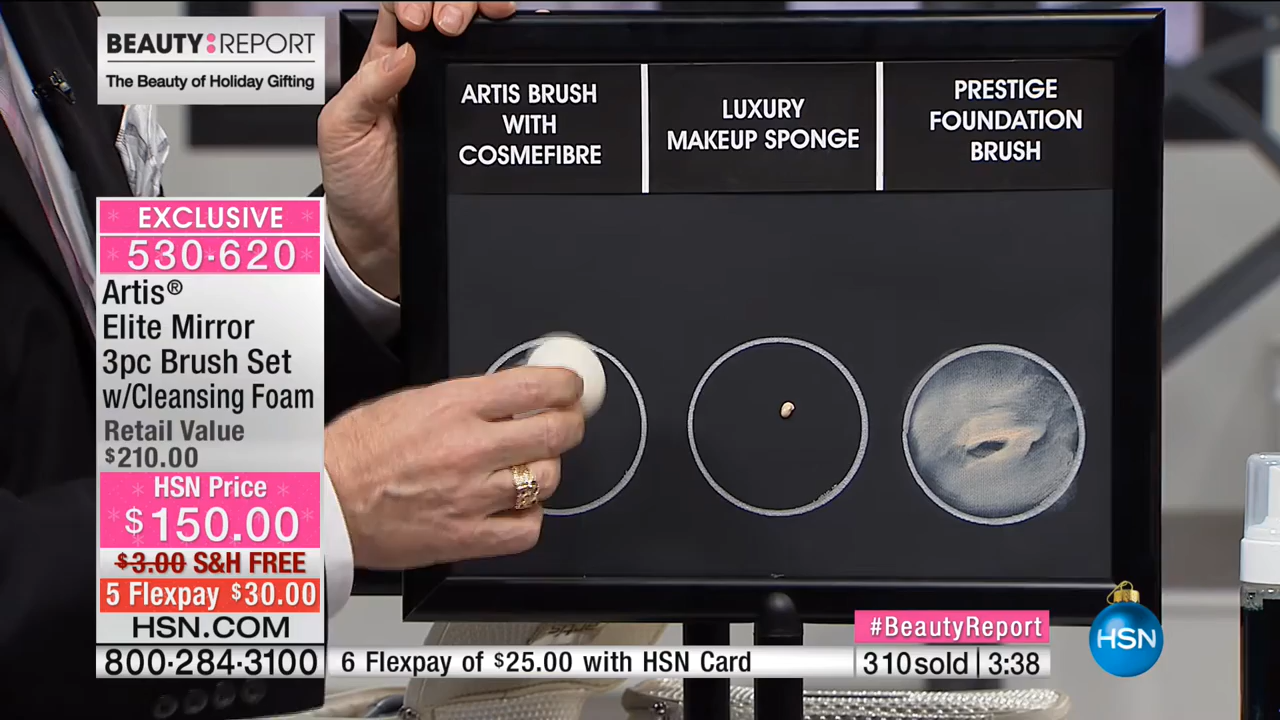 BEAUTY:REPORT
The Beauty of Holiday Gifting
ARTIS BRUSH
WITH
COSMEFIBRE
LUXURY
MAKEUP SPONGE
PRESTIGE
FOUNDATION
BRUSH
EXCLUSIVE
530·620
Artis®
Elite Mirror
3pc Brush Set
w/Cleansing Foam
Retail Value
$210.00
HSN Price
$150.00
$3.00 S&H FREE
5 Flexpay $30.00
HSN.COM
800·284·3100
6 Flexpay of $25.00 with HSN Card
#BeautyReport
310 sold | 3:38
HSN